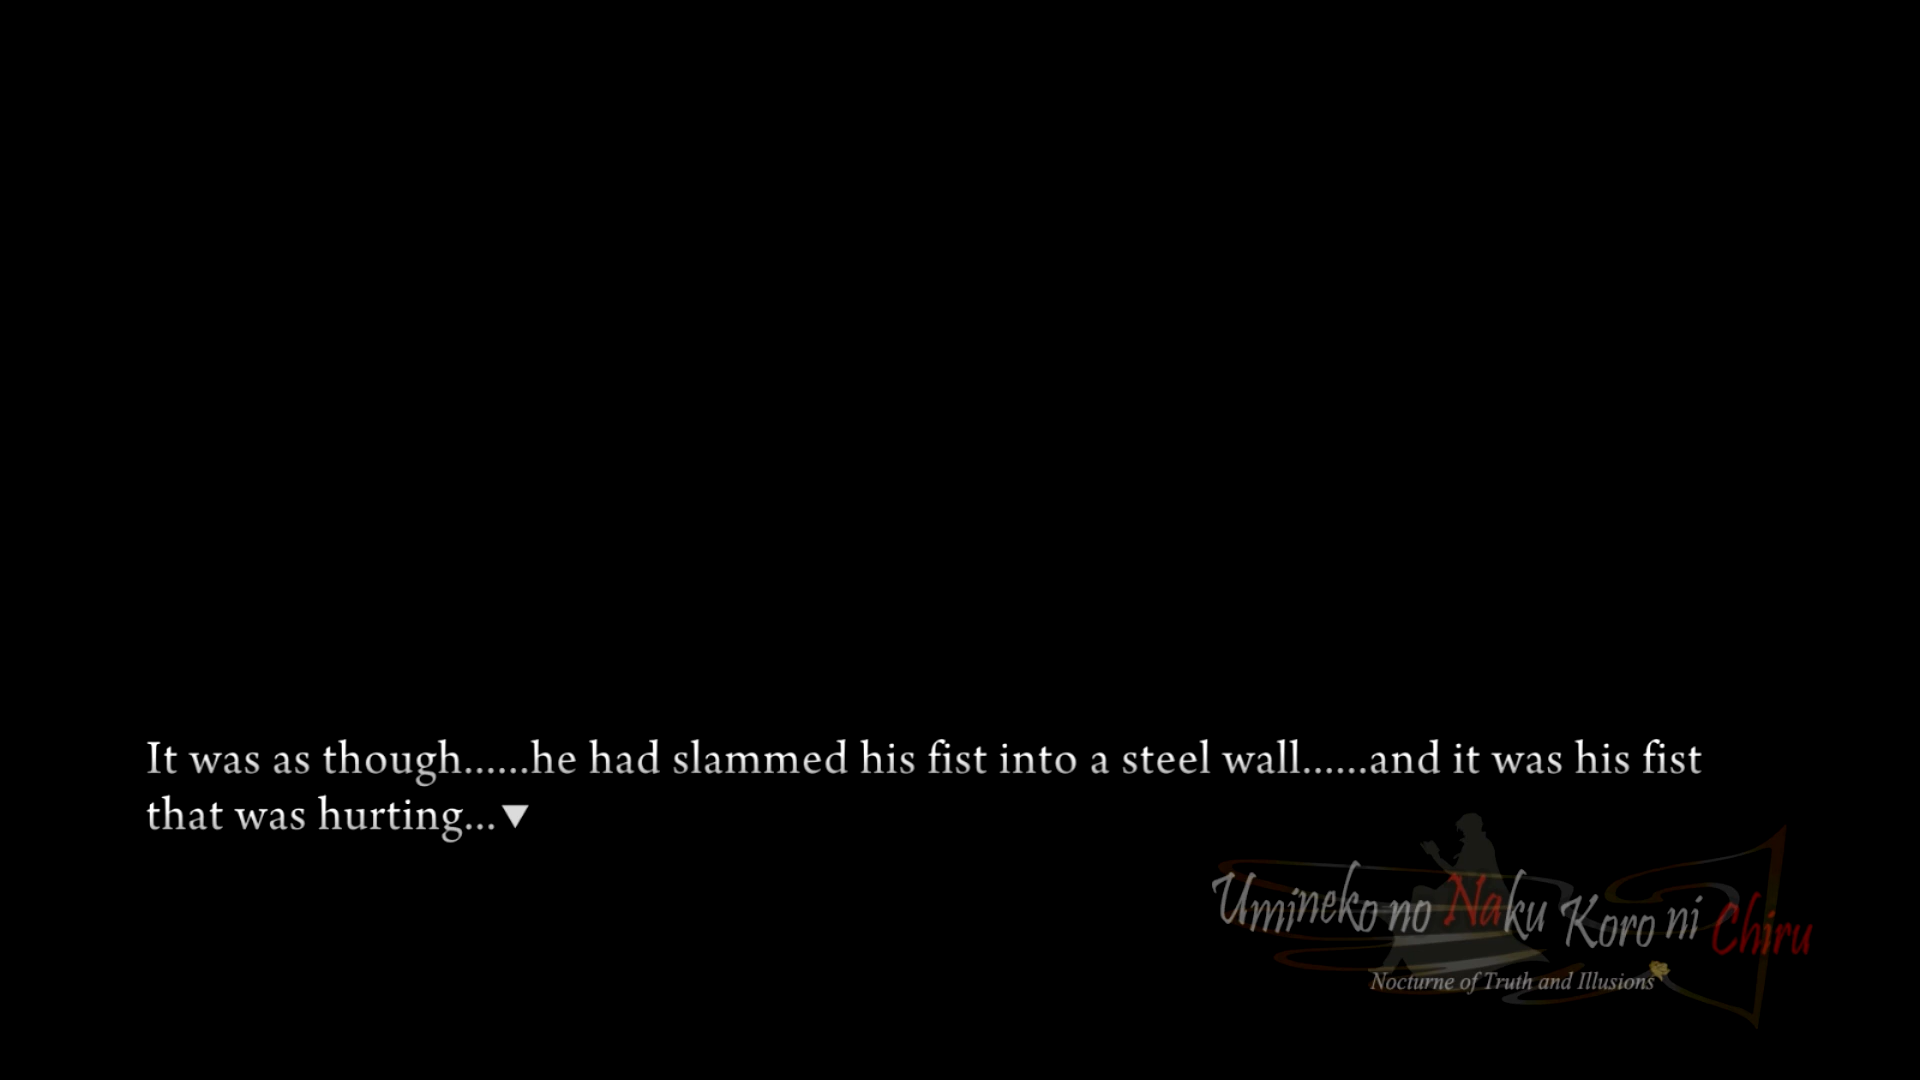 It was as though......he had slammed his fist into a steel wall......and it was his fist
that was hurting...▼
Umineko no Naku Koro ni Chiru
Nocturne of Truth and Illusions